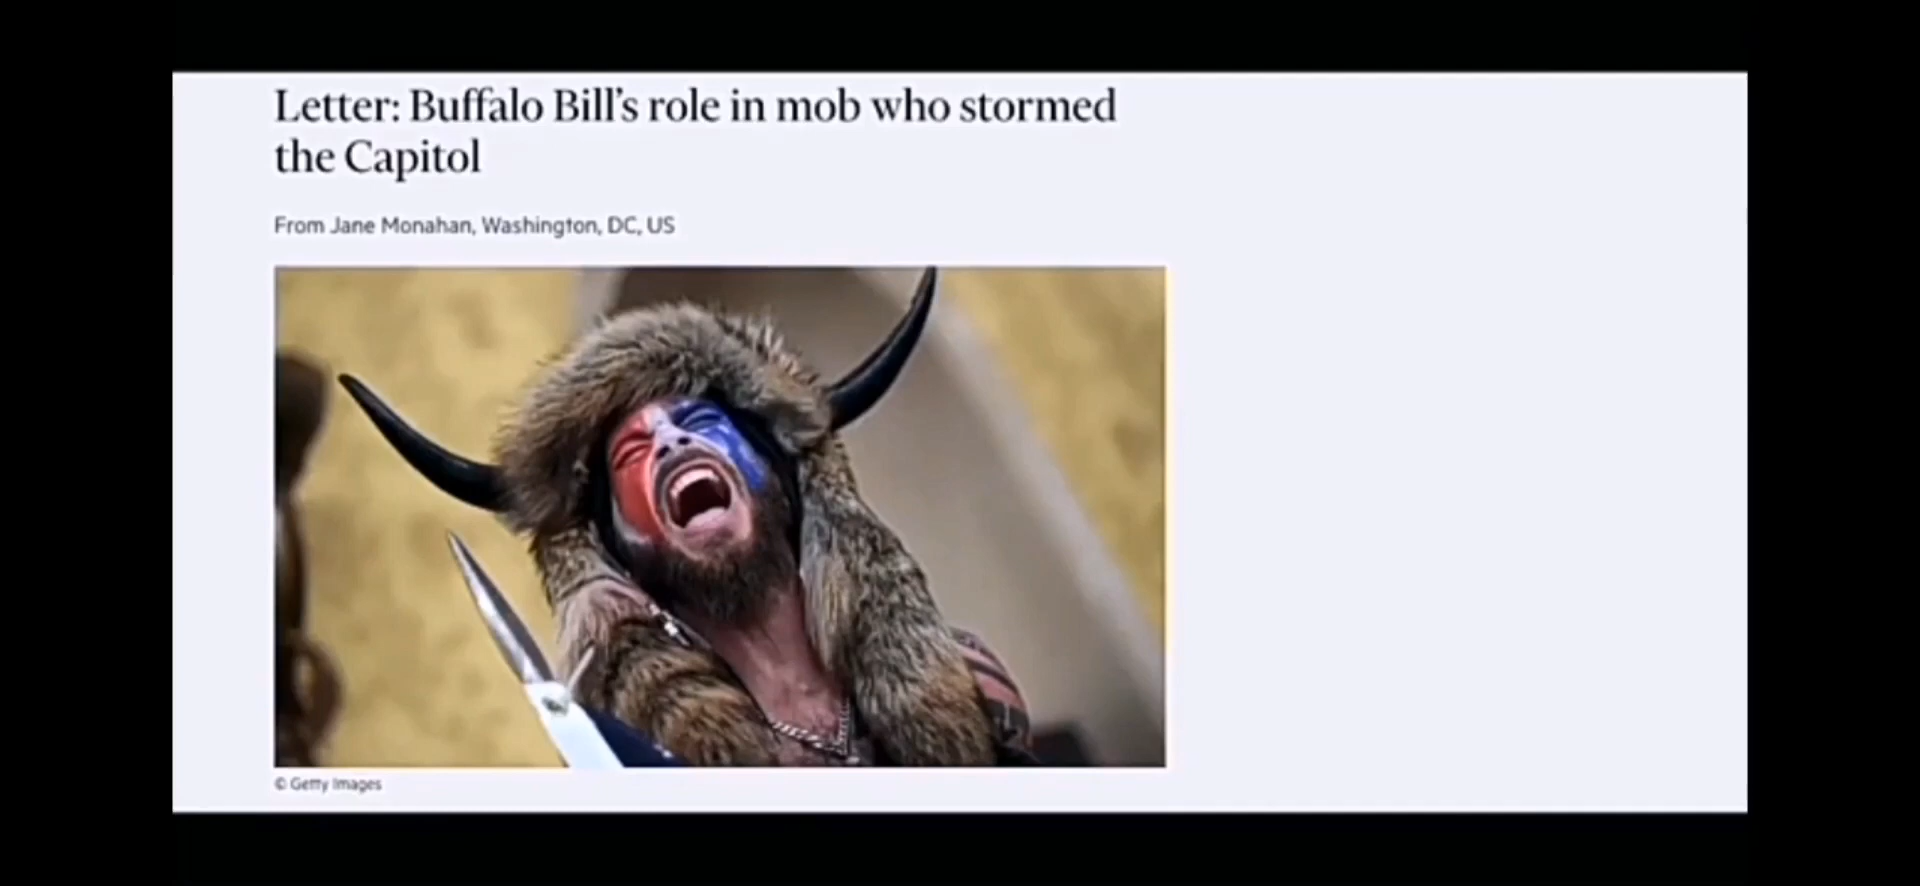 Letter: Buffalo Bill’s role in mob who stormed
the Capitol
From Jane Monahan, Washington, DC, US
© Getty Images